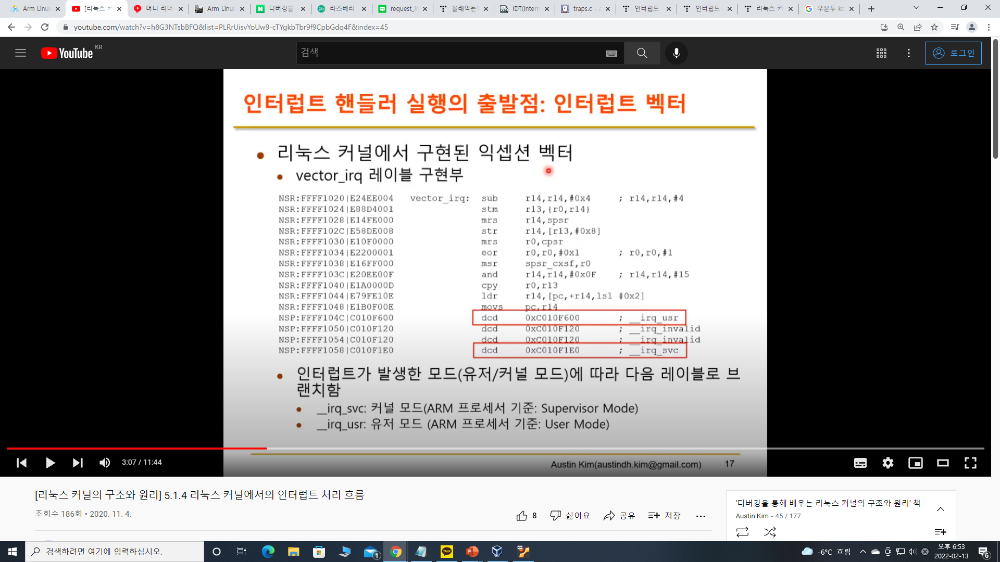 Arm Linux
[리눅스 커
머니 리더
Arm Linux
디버깅을
라즈베리
request_ir
몰래먹는
IDT(Interr
traps.c - a
인터럽트
인터럽트
리눅스 커
우분투 ke
youtube.com/watch?v=h8G3NTsbBFQ&list=PLRrUisvYoUw9-cTYgkbTbr9f9CpbGdq4F&index=45
YouTube KR
검색
로그인
인터럽트 핸들러 실행의 출발점: 인터럽트 벡터
리눅스 커널에서 구현된 익셉션 벡터
vector_irq 레이블 구현부
NSR:FFFF1020|E24EE004 vector_irq: sub r14,r14,#0x4 ; r14,r14,#4
NSR:FFFF1024|E88D4001 stm r13,{r0,r14}
NSR:FFFF1028|E14FE000 mrs r14,spsr
NSR:FFFF102C|E58DE008 str r14,[r13,#0x8]
NSR:FFFF1030|E10F0000 mrs r0,cpsr
NSR:FFFF1034|E2200001 eor r0,r0,#0x1 ; r0,r0,#1
NSR:FFFF1038|E16FF000 msr spsr_cxsf,r0
NSR:FFFF103C|E20EE00F and r14,r14,#0x0F ; r14,r14,#15
NSR:FFFF1040|E1A0000D cpy r0,r13
NSR:FFFF1044|E79FE10E ldr r14,[pc,+r14,lsl #0x2]
NSR:FFFF1048|E1B0F00E movs pc,r14
NSP:FFFF104C|C010F600 dcd 0xC010F600 ; __irq_usr
NSP:FFFF1050|C010F120 dcd 0xC010F120 ; __irq_invalid
NSP:FFFF1054|C010F120 dcd 0xC010F120 ; __irq_invalid
NSP:FFFF1058|C010F1E0 dcd 0xC010F1E0 ; __irq_svc
인터럽트가 발생한 모드(유저/커널 모드)에 따라 다음 레이블로 브
랜치함
__irq_svc: 커널 모드(ARM 프로세서 기준: Supervisor Mode)
__irq_usr: 유저 모드 (ARM 프로세서 기준: User Mode)
Austin Kim(austindh.kim@gmail.com) 17
3:07 / 11:44
[리눅스 커널의 구조와 원리] 5.1.4 리눅스 커널에서의 인터럽트 처리 흐름
조회수 186회 • 2020. 11. 4.
8 싫어요 공유 저장
'디버깅을 통해 배우는 리눅스 커널의 구조와 원리' 책
Austin Kim - 45 / 177
검색하려면 여기에 입력하십시오.
1
TALK
-6°C 흐림
오후 6:53
2022-02-13
6